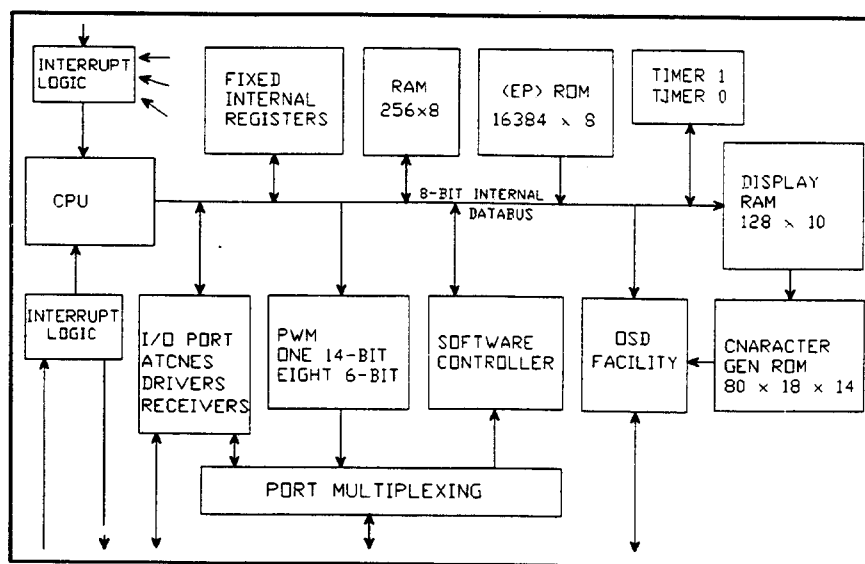 INTERRUPT
LOGIC
FIXED
INTERNAL
REGISTERS
RAM
256×8
(EP) ROM
16384 × 8
TIMER 1
TIMER 0
CPU
8-BIT INTERNAL
DATABUS
DISPLAY
RAM
128 × 10
INTERRUPT
LOGIC
I/O PORT
ATCNES
DRIVERS
RECEIVERS
PWM
ONE 14-BIT
EIGHT 6-BIT
SOFTWARE
CONTROLLER
OSD
FACILITY
CNARACTER
GEN ROM
80 × 18 × 14
PORT MULTIPLEXING